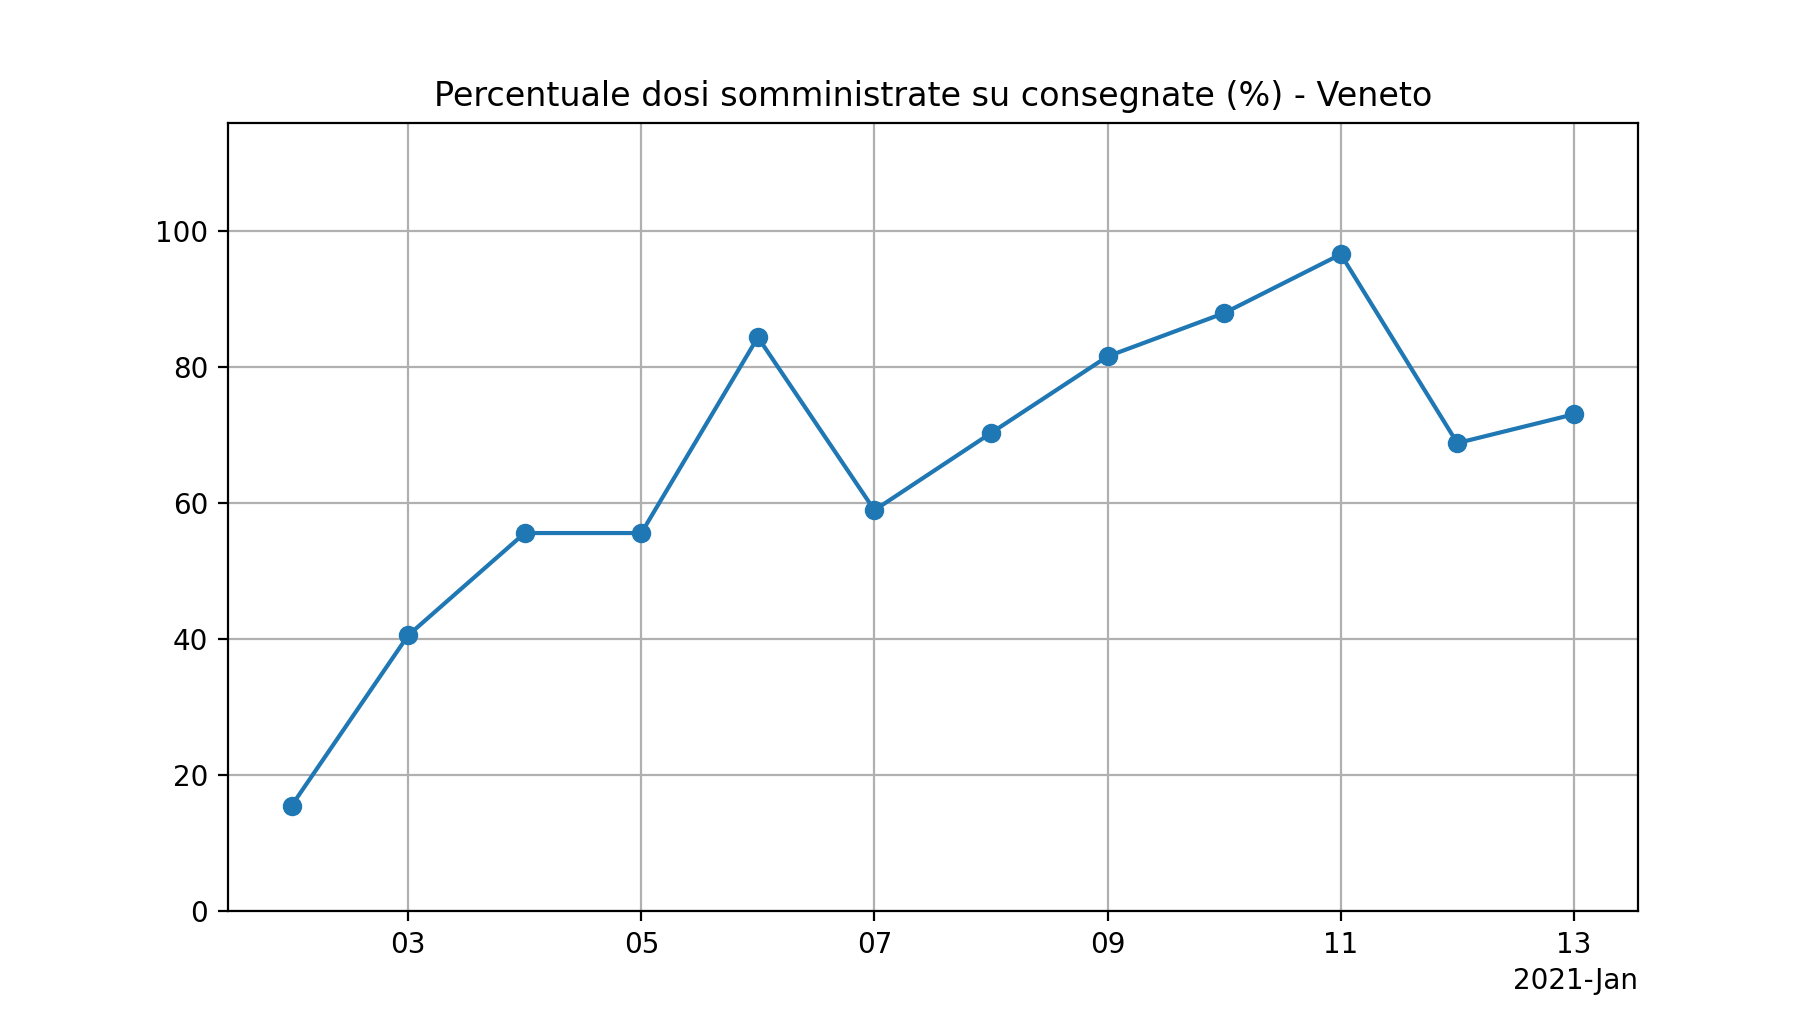 Percentuale dosi somministrate su consegnate (%) - Veneto
100
80
60
40
20
0
03 05 07 09 11 13
2021-Jan